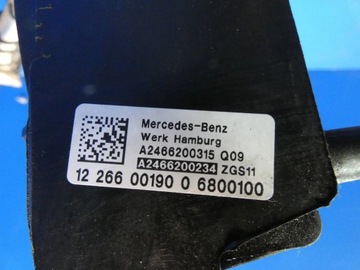 Mercedes-Benz
Werk Hamburg
A2466200315 Q09
A2466200234 ZGS11
12 266 00190 0 6800100